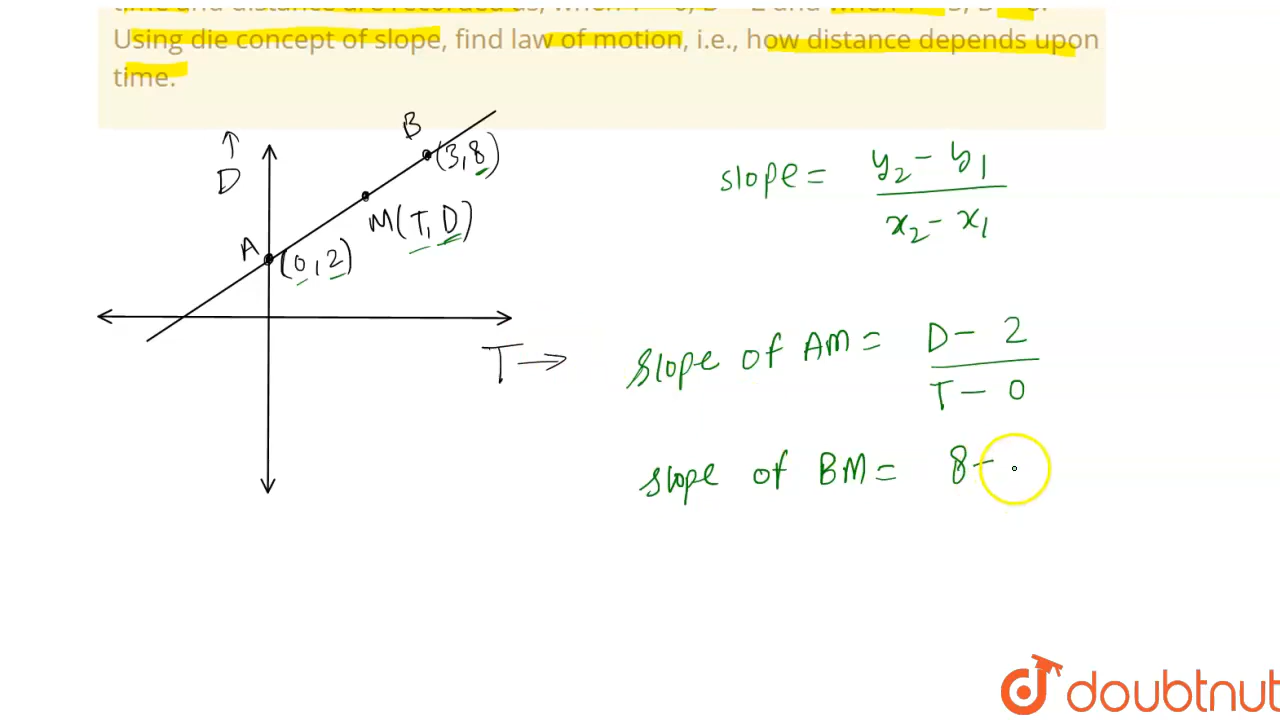 Using die concept of slope, find law of motion, i.e., how distance depends upon
time.
↑
D
B
(3,8)
M(T, D)
A
(0,2)
T→
slope = y₂ - y₁ / x₂ - x₁
slope of AM = D - 2 / T - 0
slope of BM = 8 -
doubtnut